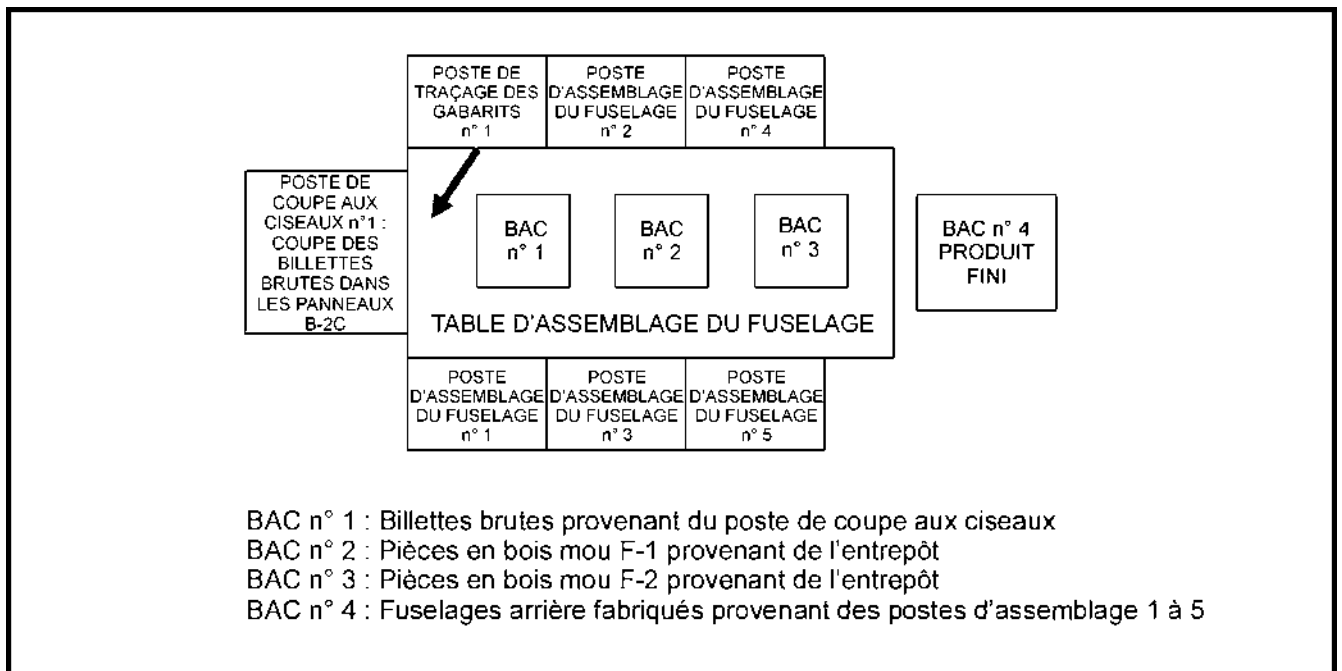 POSTE DE
TRAÇAGE DES
GABARITS
n° 1
POSTE
D'ASSEMBLAGE
DU FUSELAGE
n° 2
POSTE
D'ASSEMBLAGE
DU FUSELAGE
n° 4
POSTE DE
COUPE AUX
CISEAUX n°1 :
COUPE DES
BILLETTES
BRUTES DANS
LES PANNEAUX
B-2C
BAC
n° 1
BAC
n° 2
BAC
n° 3
BAC n° 4
PRODUIT
FINI
TABLE D'ASSEMBLAGE DU FUSELAGE
POSTE
D'ASSEMBLAGE
DU FUSELAGE
n° 1
POSTE
D'ASSEMBLAGE
DU FUSELAGE
n° 3
POSTE
D'ASSEMBLAGE
DU FUSELAGE
n° 5
BAC n° 1 : Billettes brutes provenant du poste de coupe aux ciseaux
BAC n° 2 : Pièces en bois mou F-1 provenant de l'entrepôt
BAC n° 3 : Pièces en bois mou F-2 provenant de l'entrepôt
BAC n° 4 : Fuselages arrière fabriqués provenant des postes d'assemblage 1 à 5